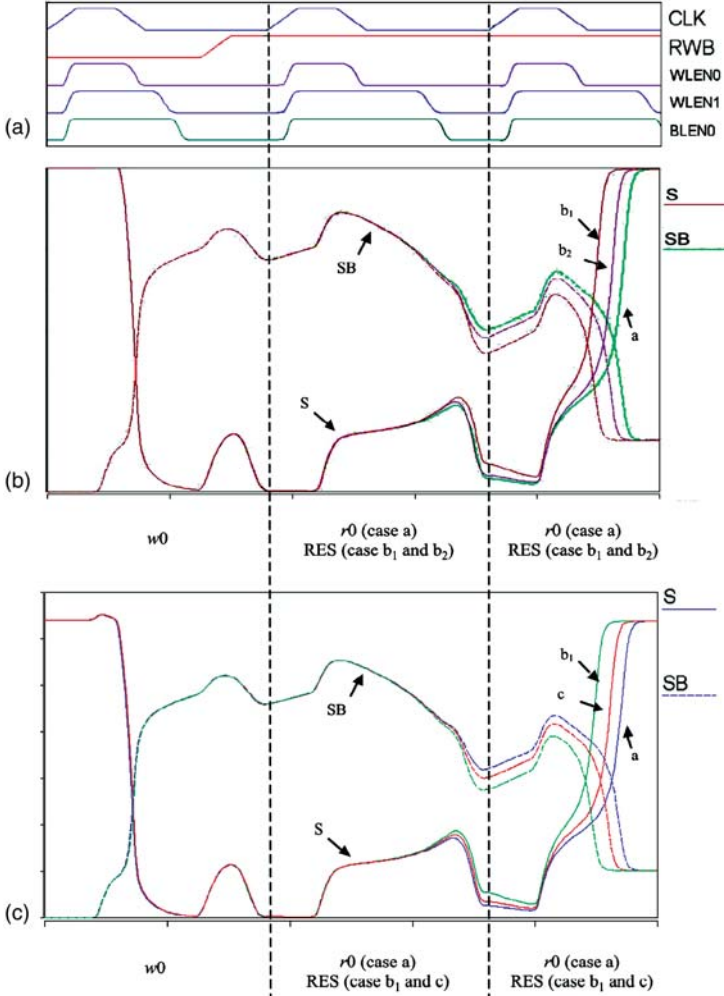 CLK
RWB
WLEN0
WLEN1
BLEN0
(a)
S
SB
b1
b2
a
SB
S
(b)
w0
r0 (case a)
RES (case b1 and b2)
r0 (case a)
RES (case b1 and b2)
S
SB
b1
c
a
SB
S
(c)
w0
r0 (case a)
RES (case b1 and c)
r0 (case a)
RES (case b1 and c)